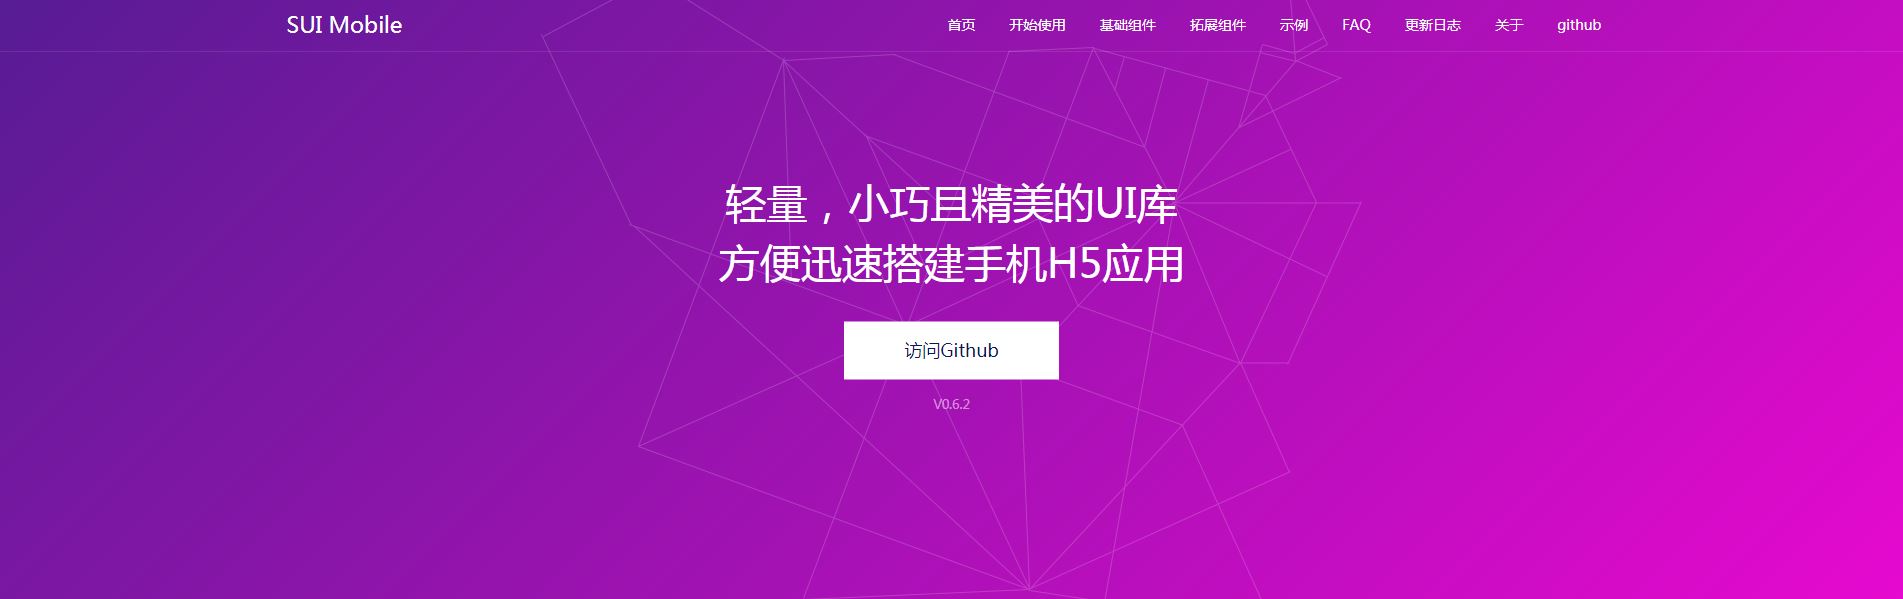 SUI Mobile
首页 开始使用 基础组件 拓展组件 示例 FAQ 更新日志 关于 github
轻量，小巧且精美的UI库
方便迅速搭建手机H5应用
访问Github
V0.6.2